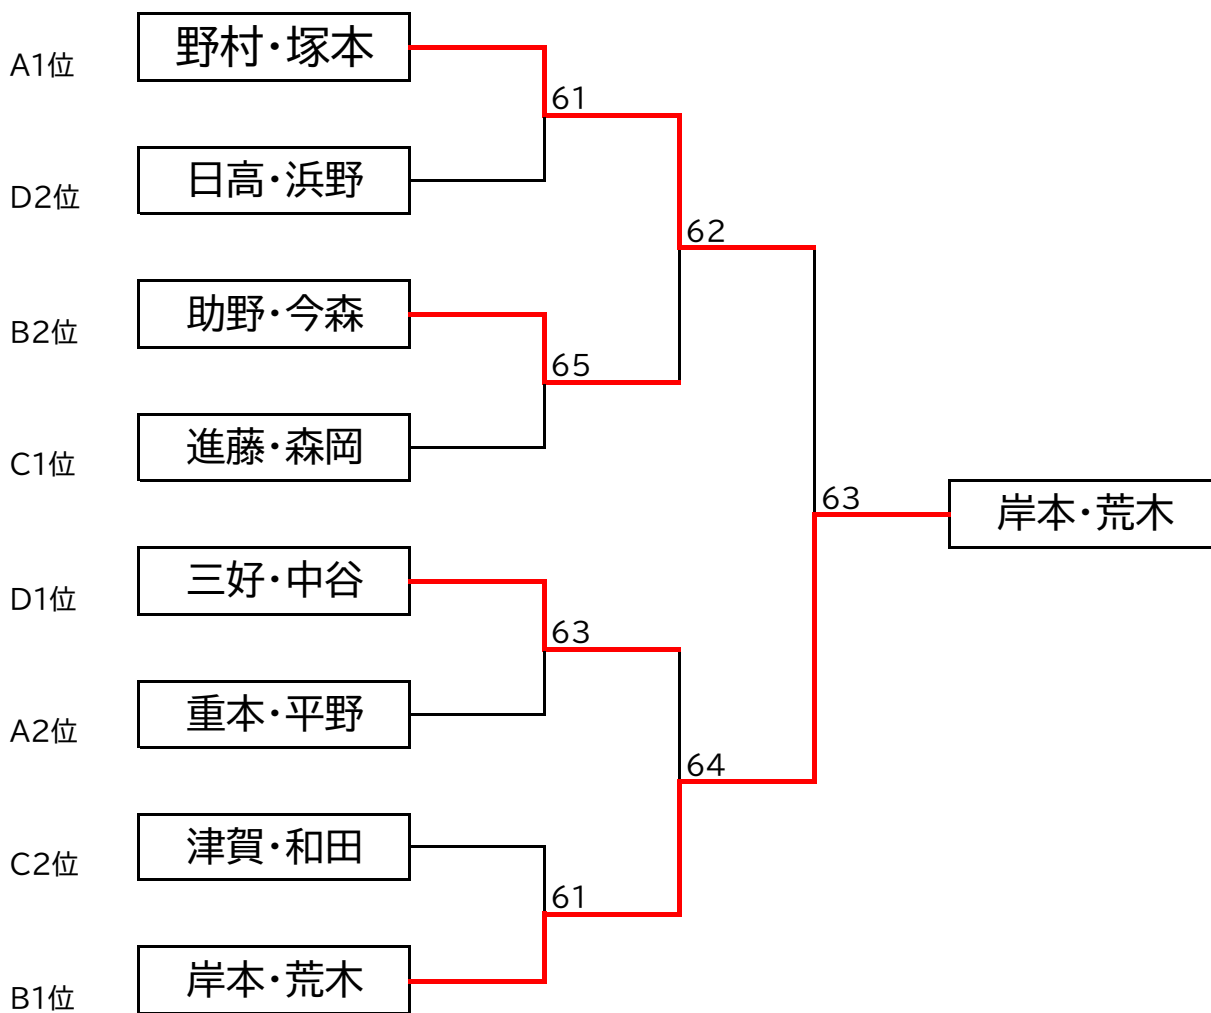 A1位
野村・塚本
61
D2位
日高・浜野
62
B2位
助野・今森
65
C1位
進藤・森岡
63
岸本・荒木
D1位
三好・中谷
63
A2位
重本・平野
64
C2位
津賀・和田
61
B1位
岸本・荒木